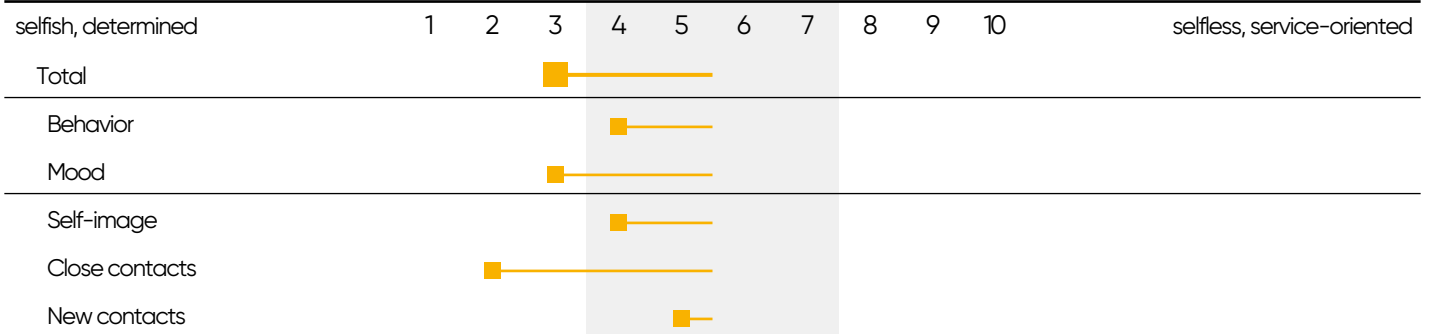 selfish, determined 1 2 3 4 5 6 7 8 9 10 selfless, service-oriented
Total
Behavior
Mood
Self-image
Close contacts
New contacts